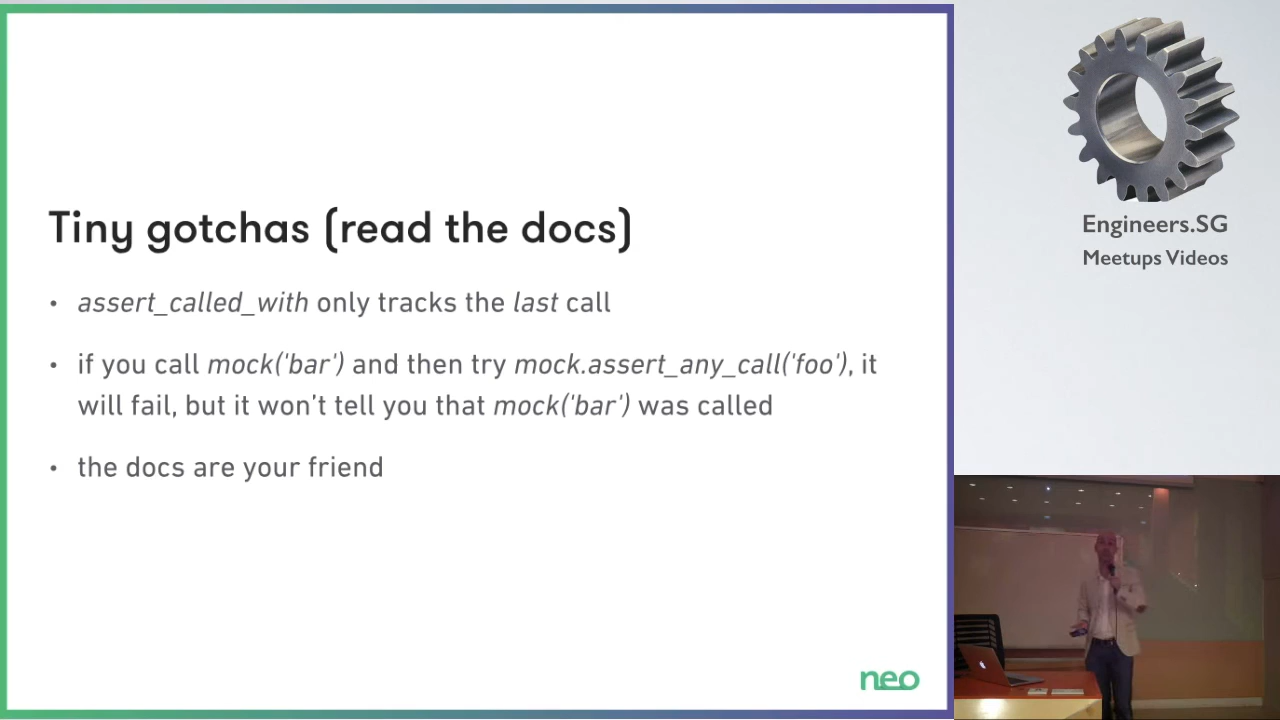 Tiny gotchas (read the docs)
• assert_called_with only tracks the last call
• if you call mock('bar') and then try mock.assert_any_call('foo'), it
will fail, but it won’t tell you that mock('bar') was called
• the docs are your friend
neo
Engineers.SG
Meetups Videos